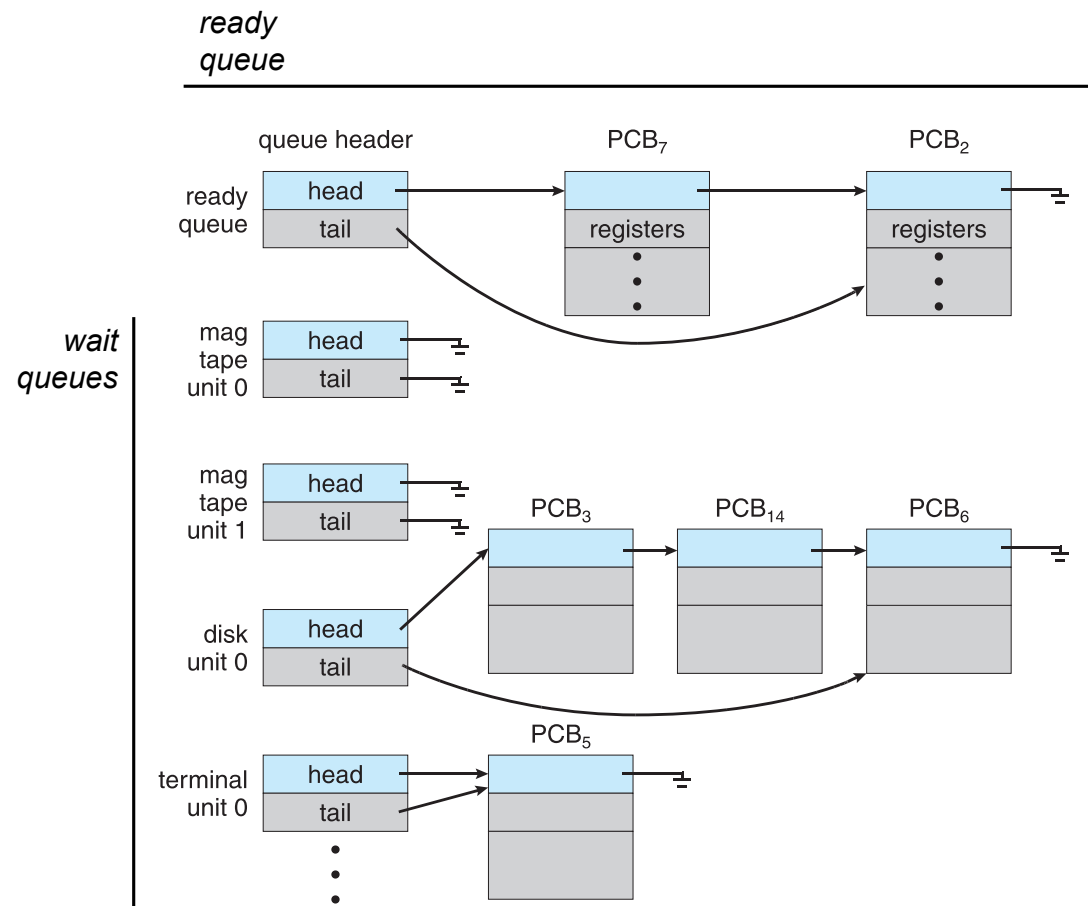 ready
queue
queue header
PCB₇
PCB₂
ready
queue
head
tail
registers
registers
wait
queues
mag
tape
unit 0
head
tail
mag
tape
unit 1
head
tail
PCB₃
PCB₁₄
PCB₆
disk
unit 0
head
tail
PCB₅
terminal
unit 0
head
tail